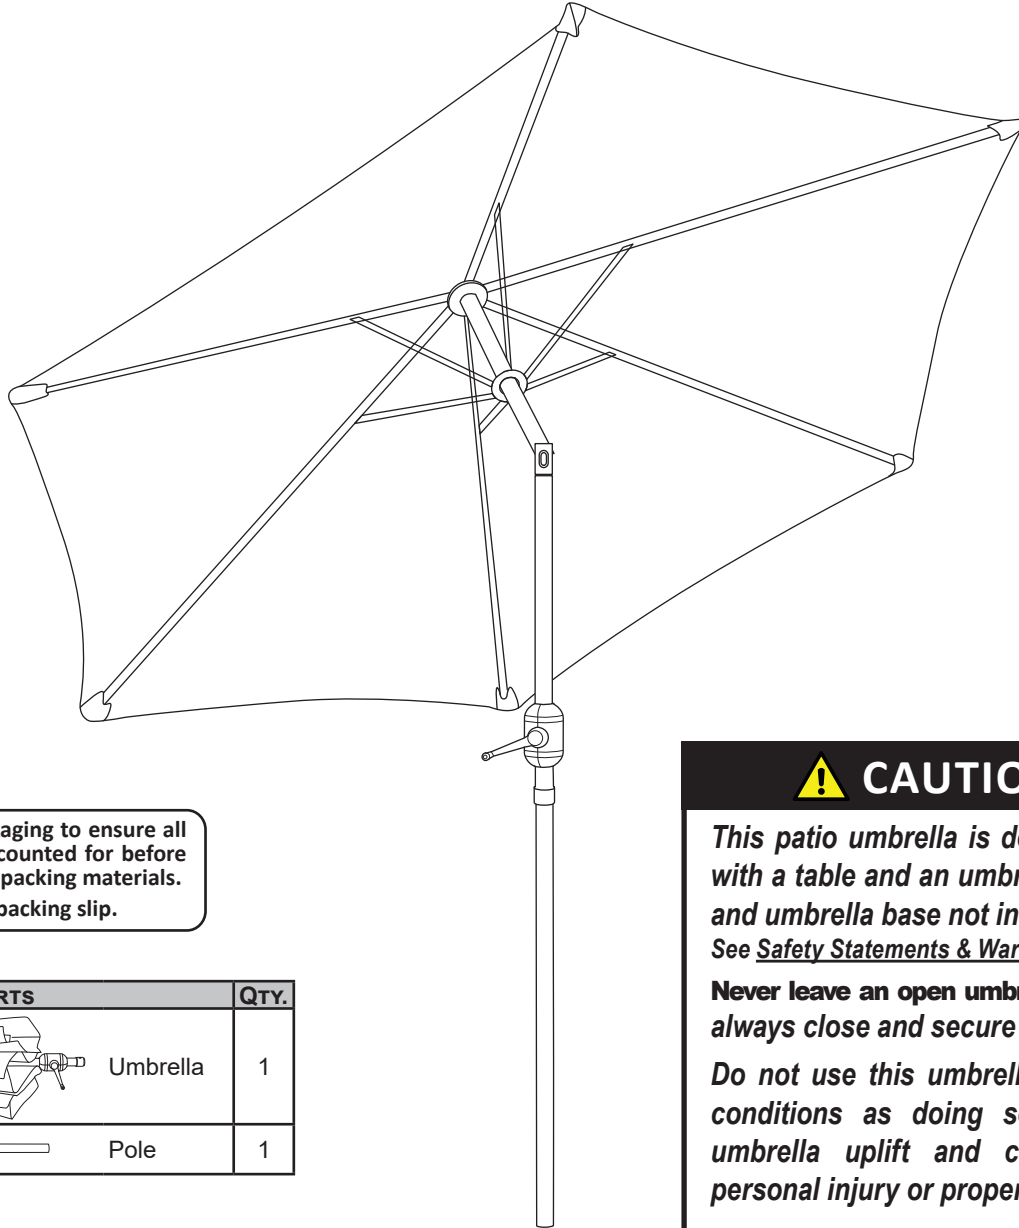 aging to ensure all
counted for before
packing materials.
packing slip.
RTS QTY.
Umbrella 1
Pole 1
CAUTIO
This patio umbrella is d
with a table and an umbr
and umbrella base not in
See Safety Statements & War
Never leave an open umb
always close and secure
Do not use this umbrell
conditions as doing s
umbrella uplift and c
personal injury or proper